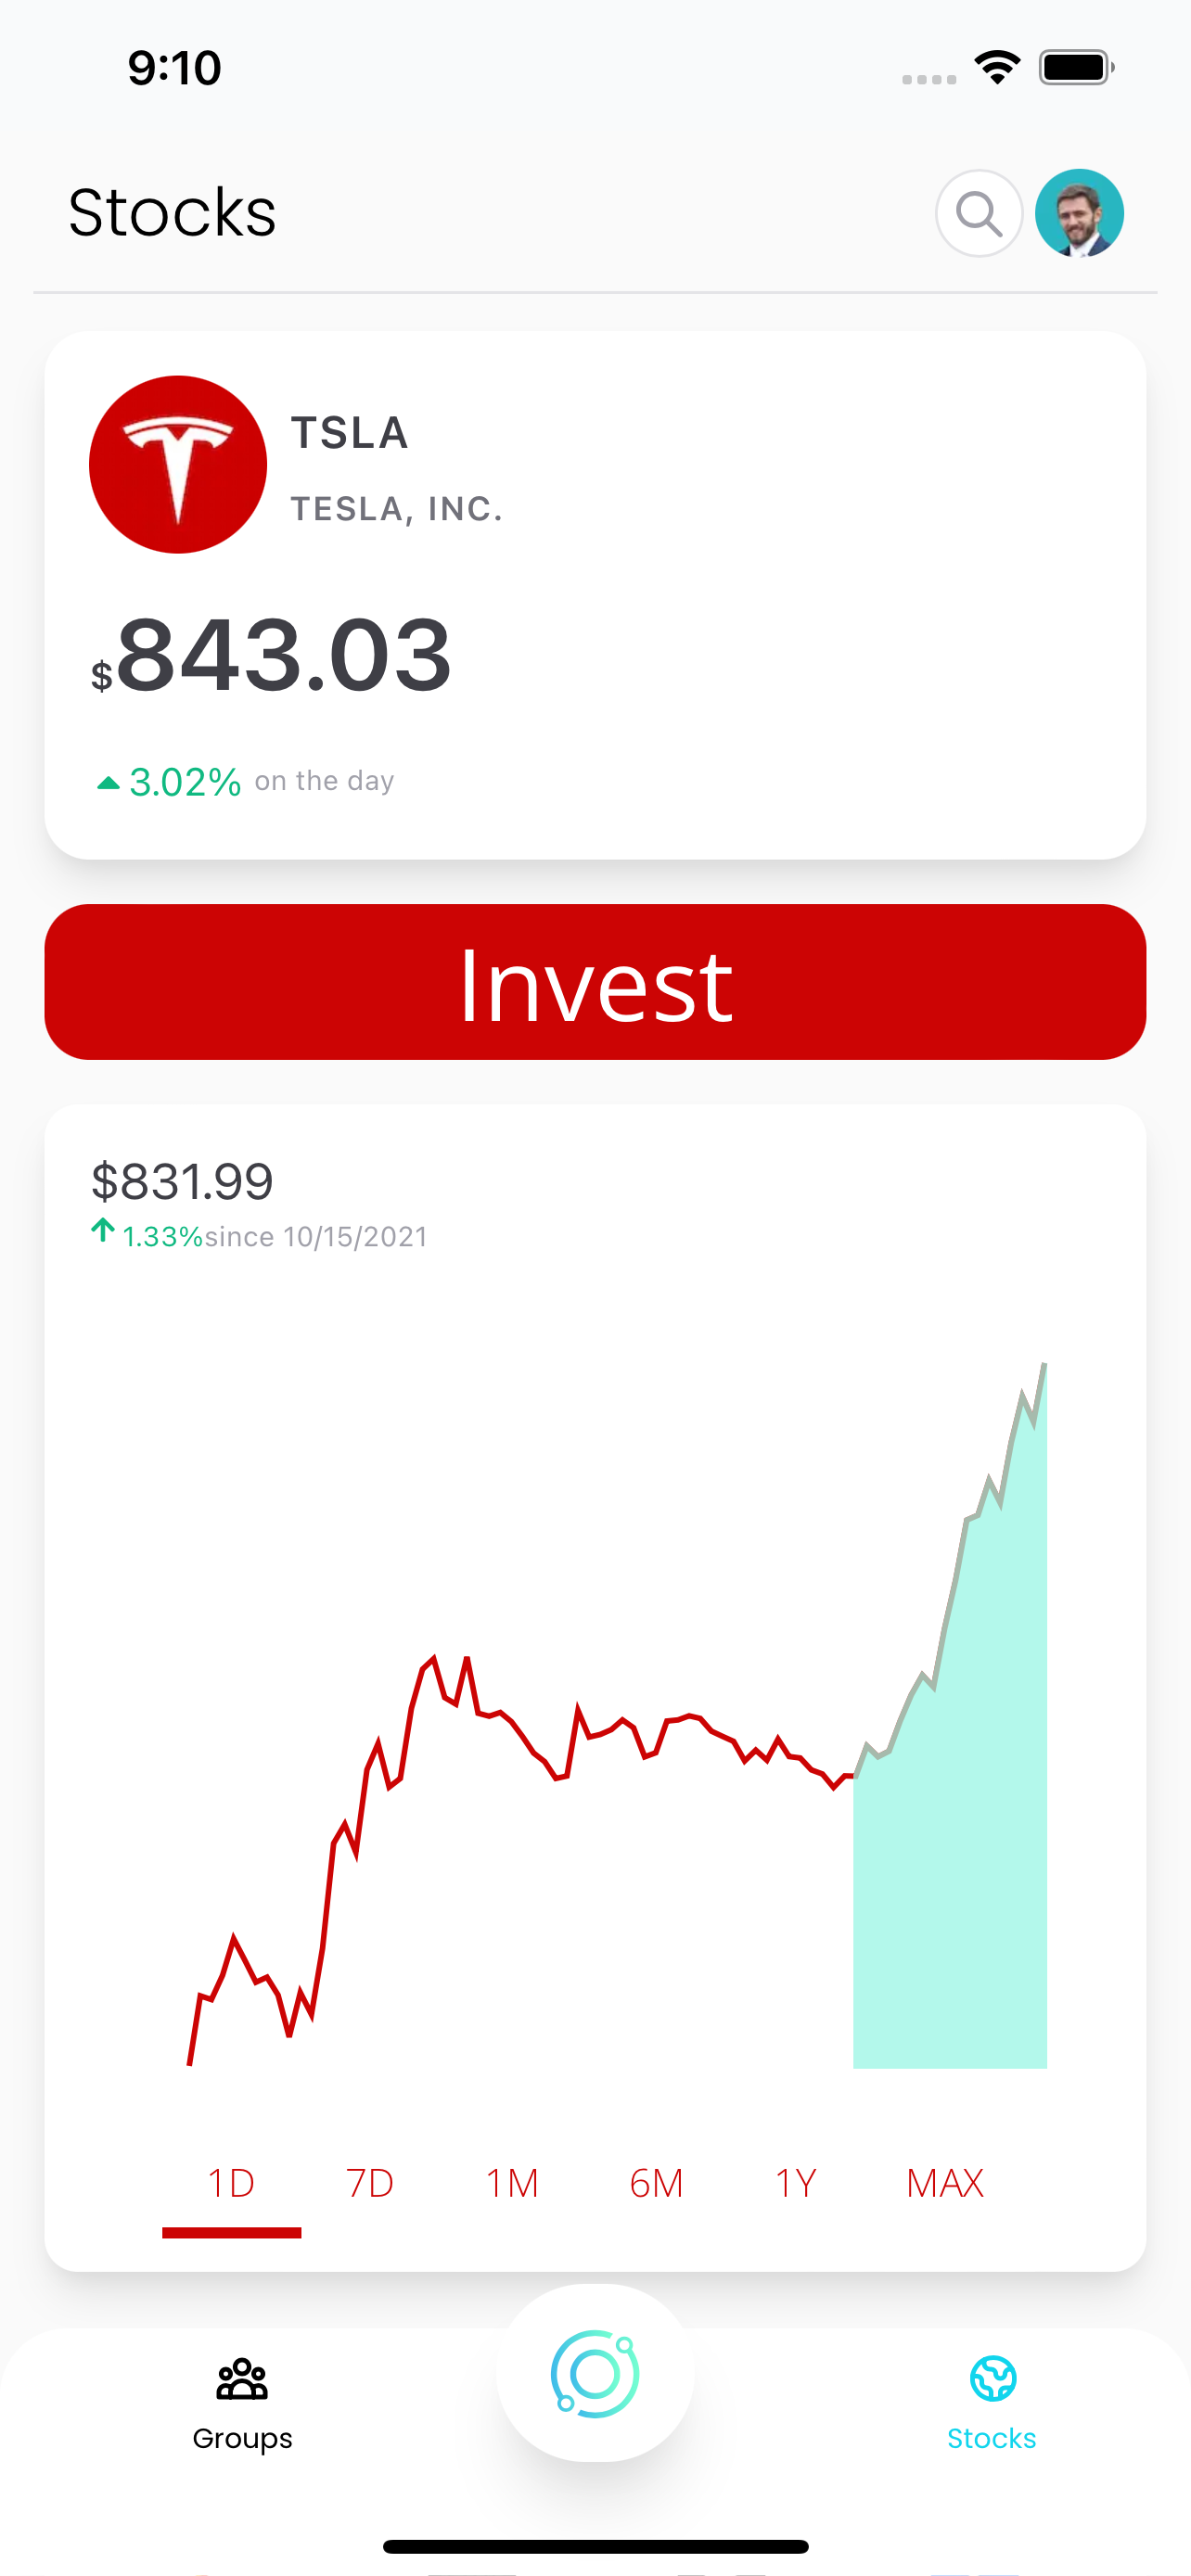 9:10
Stocks
TSLA
TESLA, INC.
$843.03
3.02% on the day
Invest
$831.99
1.33%since 10/15/2021
1D 7D 1M 6M 1Y MAX
Groups Stocks